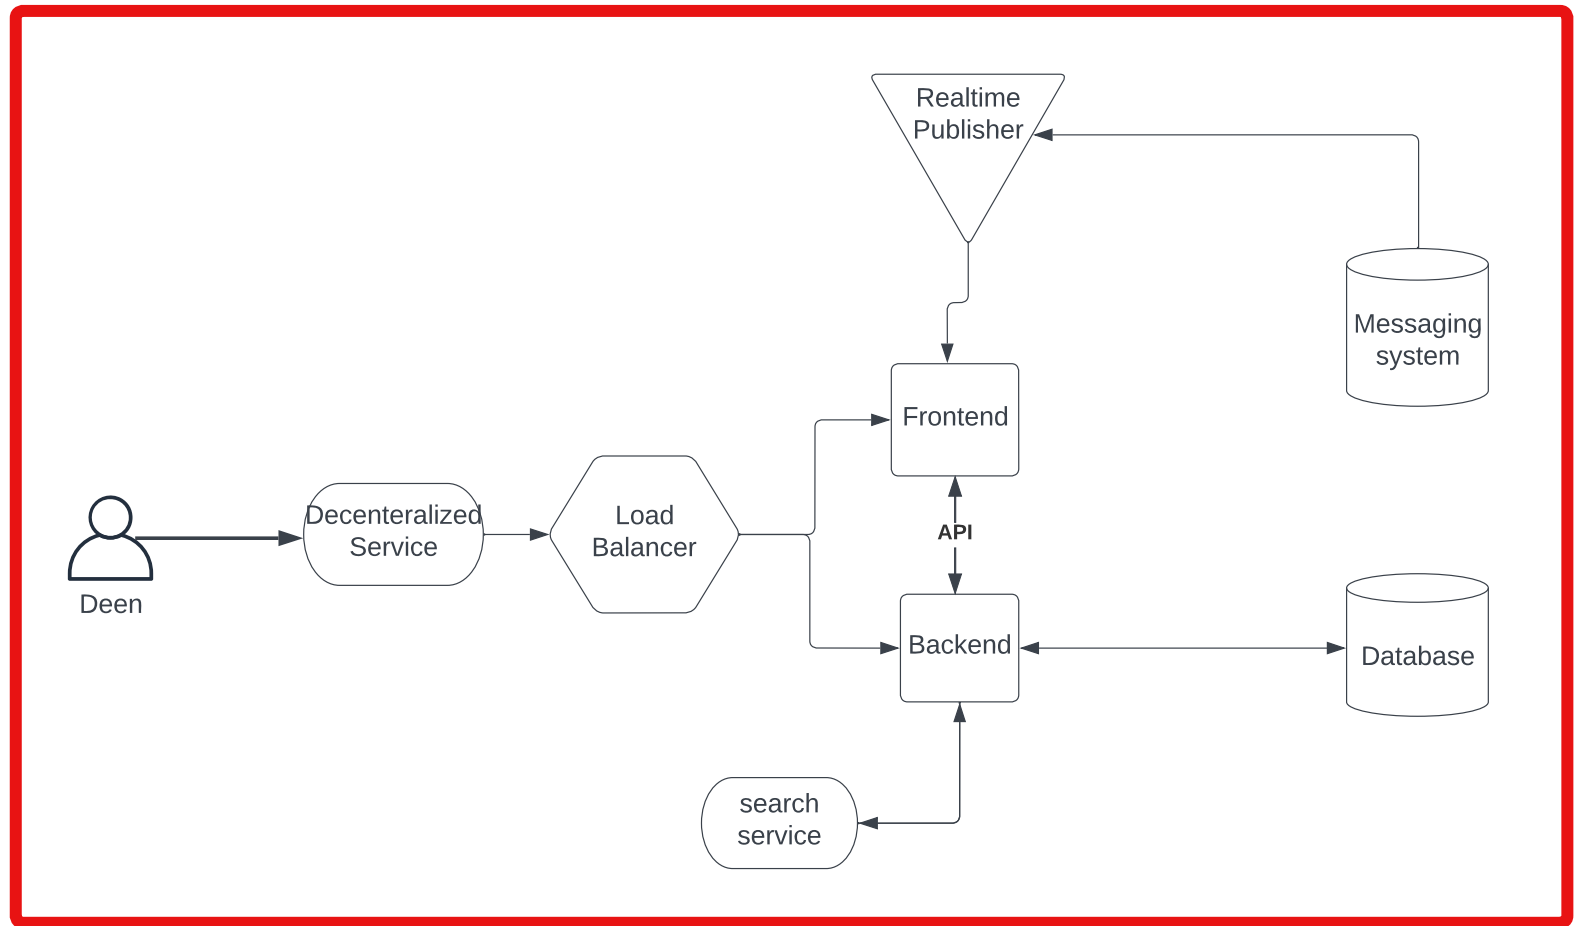 Realtime
Publisher
Messaging
system
Frontend
Decenteralized
Service
Load
Balancer
API
Deen
Backend
Database
search
service